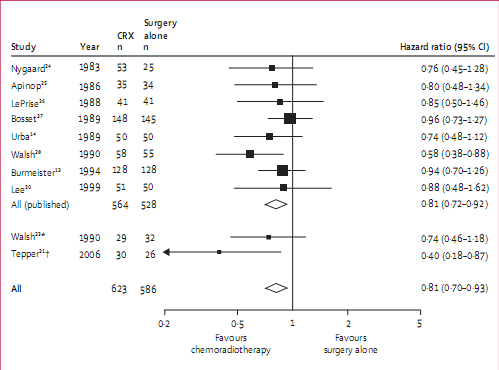 Surgery
CRX alone
Study Year n n Hazard ratio (95% CI)
Nygaard²⁴ 1983 53 25 0·76 (0·45–1·28)
Apinop²⁵ 1986 35 34 0·80 (0·48–1·34)
LePrise²⁶ 1988 41 41 0·85 (0·50–1·46)
Bosset²⁷ 1989 148 145 0·96 (0·73–1·27)
Urba¹⁴ 1989 50 50 0·74 (0·48–1·12)
Walsh²⁸ 1990 58 55 0·58 (0·38–0·88)
Burmeister¹³ 1994 128 128 0·94 (0·70–1·26)
Lee²⁰ 1999 51 50 0·88 (0·48–1·62)
All (published) 564 528 0·81 (0·72–0·92)
Walsh²³* 1990 29 32 0·74 (0·46–1·18)
Tepper²¹† 2006 30 26 0·40 (0·18–0·87)
All 623 586 0·81 (0·70–0·93)
0·2 0·5 1 2 5
Favours Favours
chemoradiotherapy surgery alone